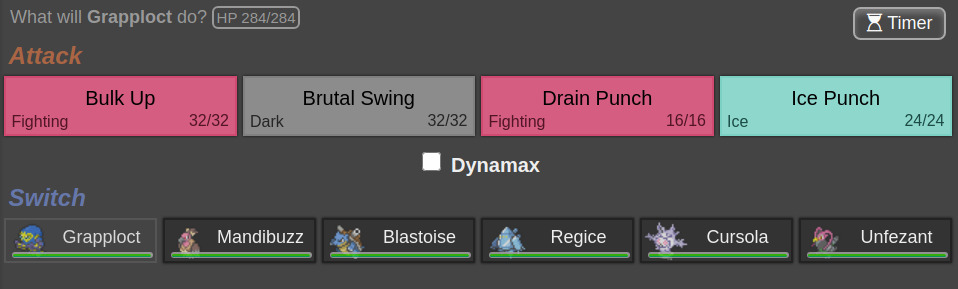 What will Grapploct do? HP 284/284
Timer
Attack
Bulk Up
Fighting 32/32
Brutal Swing
Dark 32/32
Drain Punch
Fighting 16/16
Ice Punch
Ice 24/24
Dynamax
Switch
Grapploct Mandibuzz Blastoise Regice Cursola Unfezant